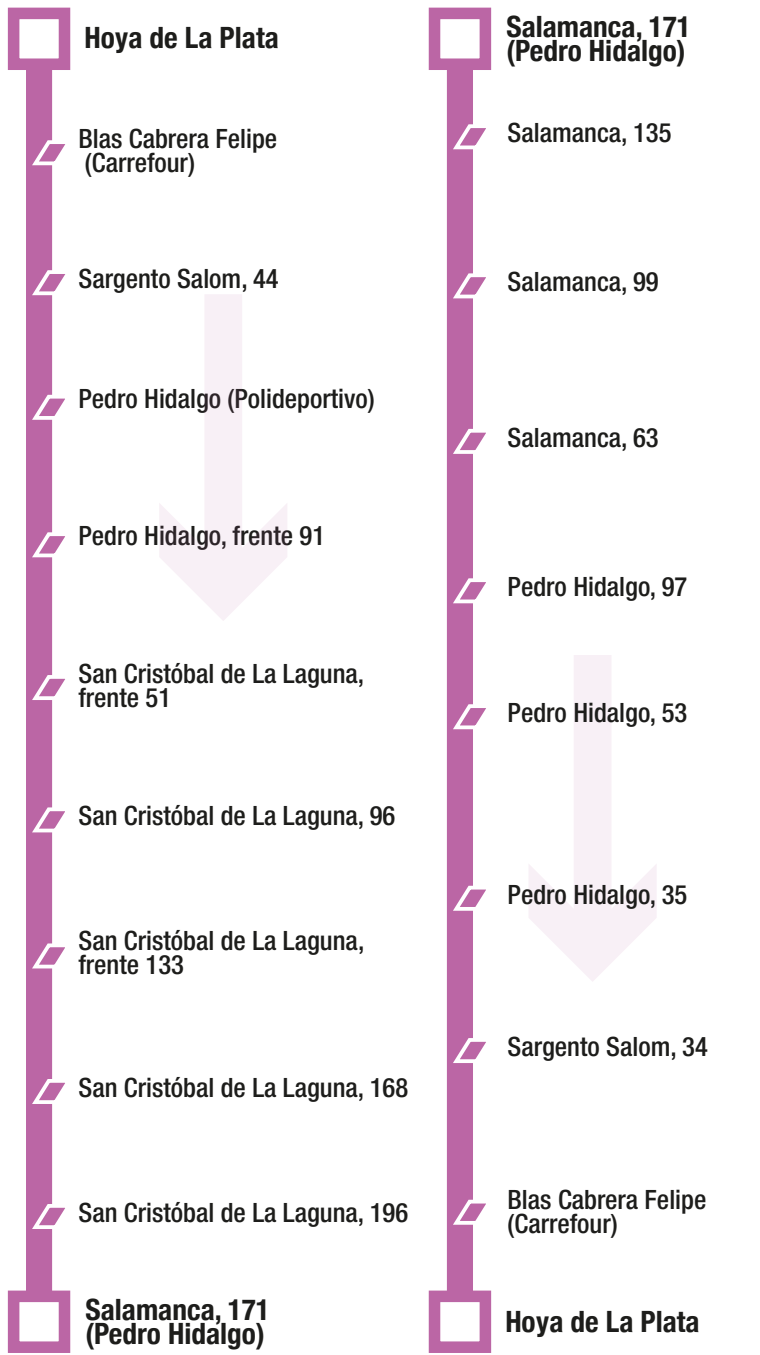 Hoya de La Plata
Blas Cabrera Felipe
(Carrefour)
Sargento Salom, 44
Pedro Hidalgo (Polideportivo)
Pedro Hidalgo, frente 91
San Cristóbal de La Laguna,
frente 51
San Cristóbal de La Laguna, 96
San Cristóbal de La Laguna,
frente 133
San Cristóbal de La Laguna, 168
San Cristóbal de La Laguna, 196
Salamanca, 171
(Pedro Hidalgo)
Salamanca, 171
(Pedro Hidalgo)
Salamanca, 135
Salamanca, 99
Salamanca, 63
Pedro Hidalgo, 97
Pedro Hidalgo, 53
Pedro Hidalgo, 35
Sargento Salom, 34
Blas Cabrera Felipe
(Carrefour)
Hoya de La Plata